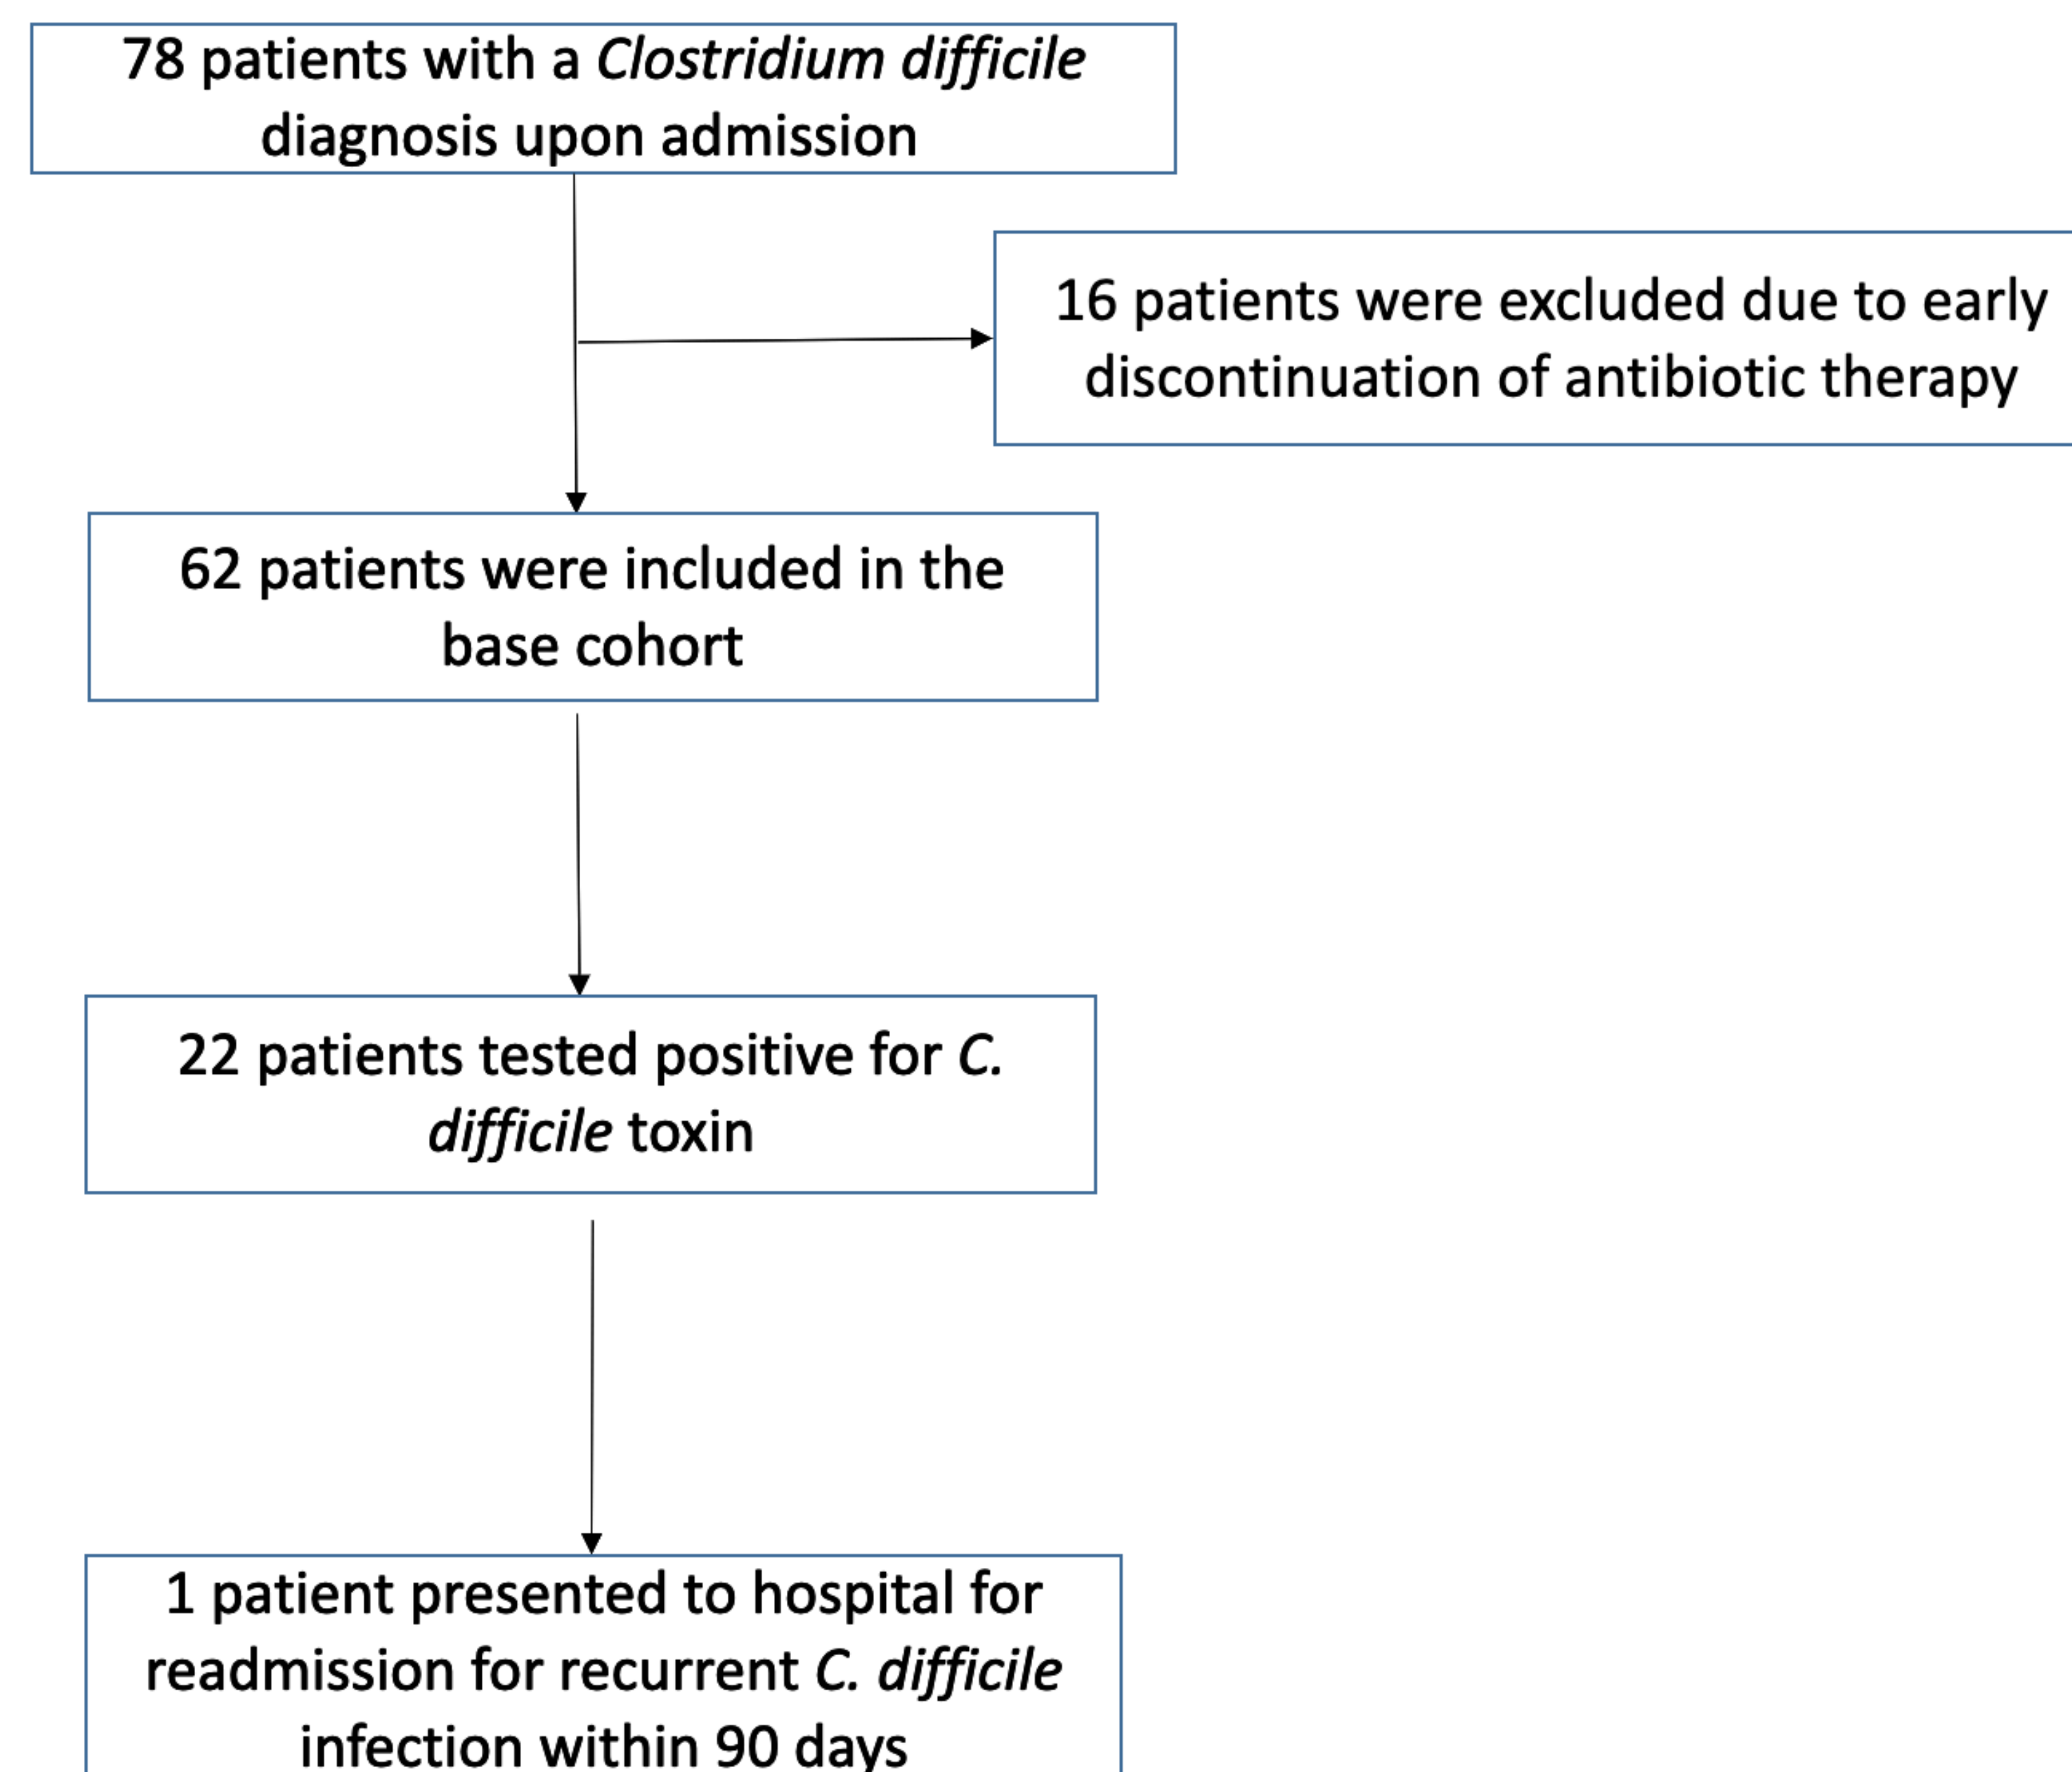 78 patients with a Clostridium difficile
diagnosis upon admission
16 patients were excluded due to early
discontinuation of antibiotic therapy
62 patients were included in the
base cohort
22 patients tested positive for C.
difficile toxin
1 patient presented to hospital for
readmission for recurrent C. difficile
infection within 90 days